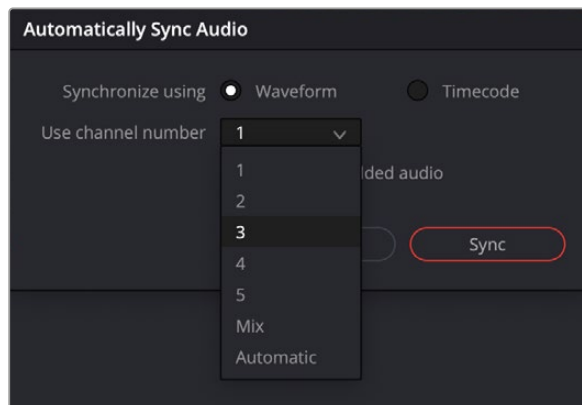 Automatically Sync Audio
Synchronize using Waveform Timecode
Use channel number 1
1
audio
2
3
Sync
4
5
Mix
Automatic